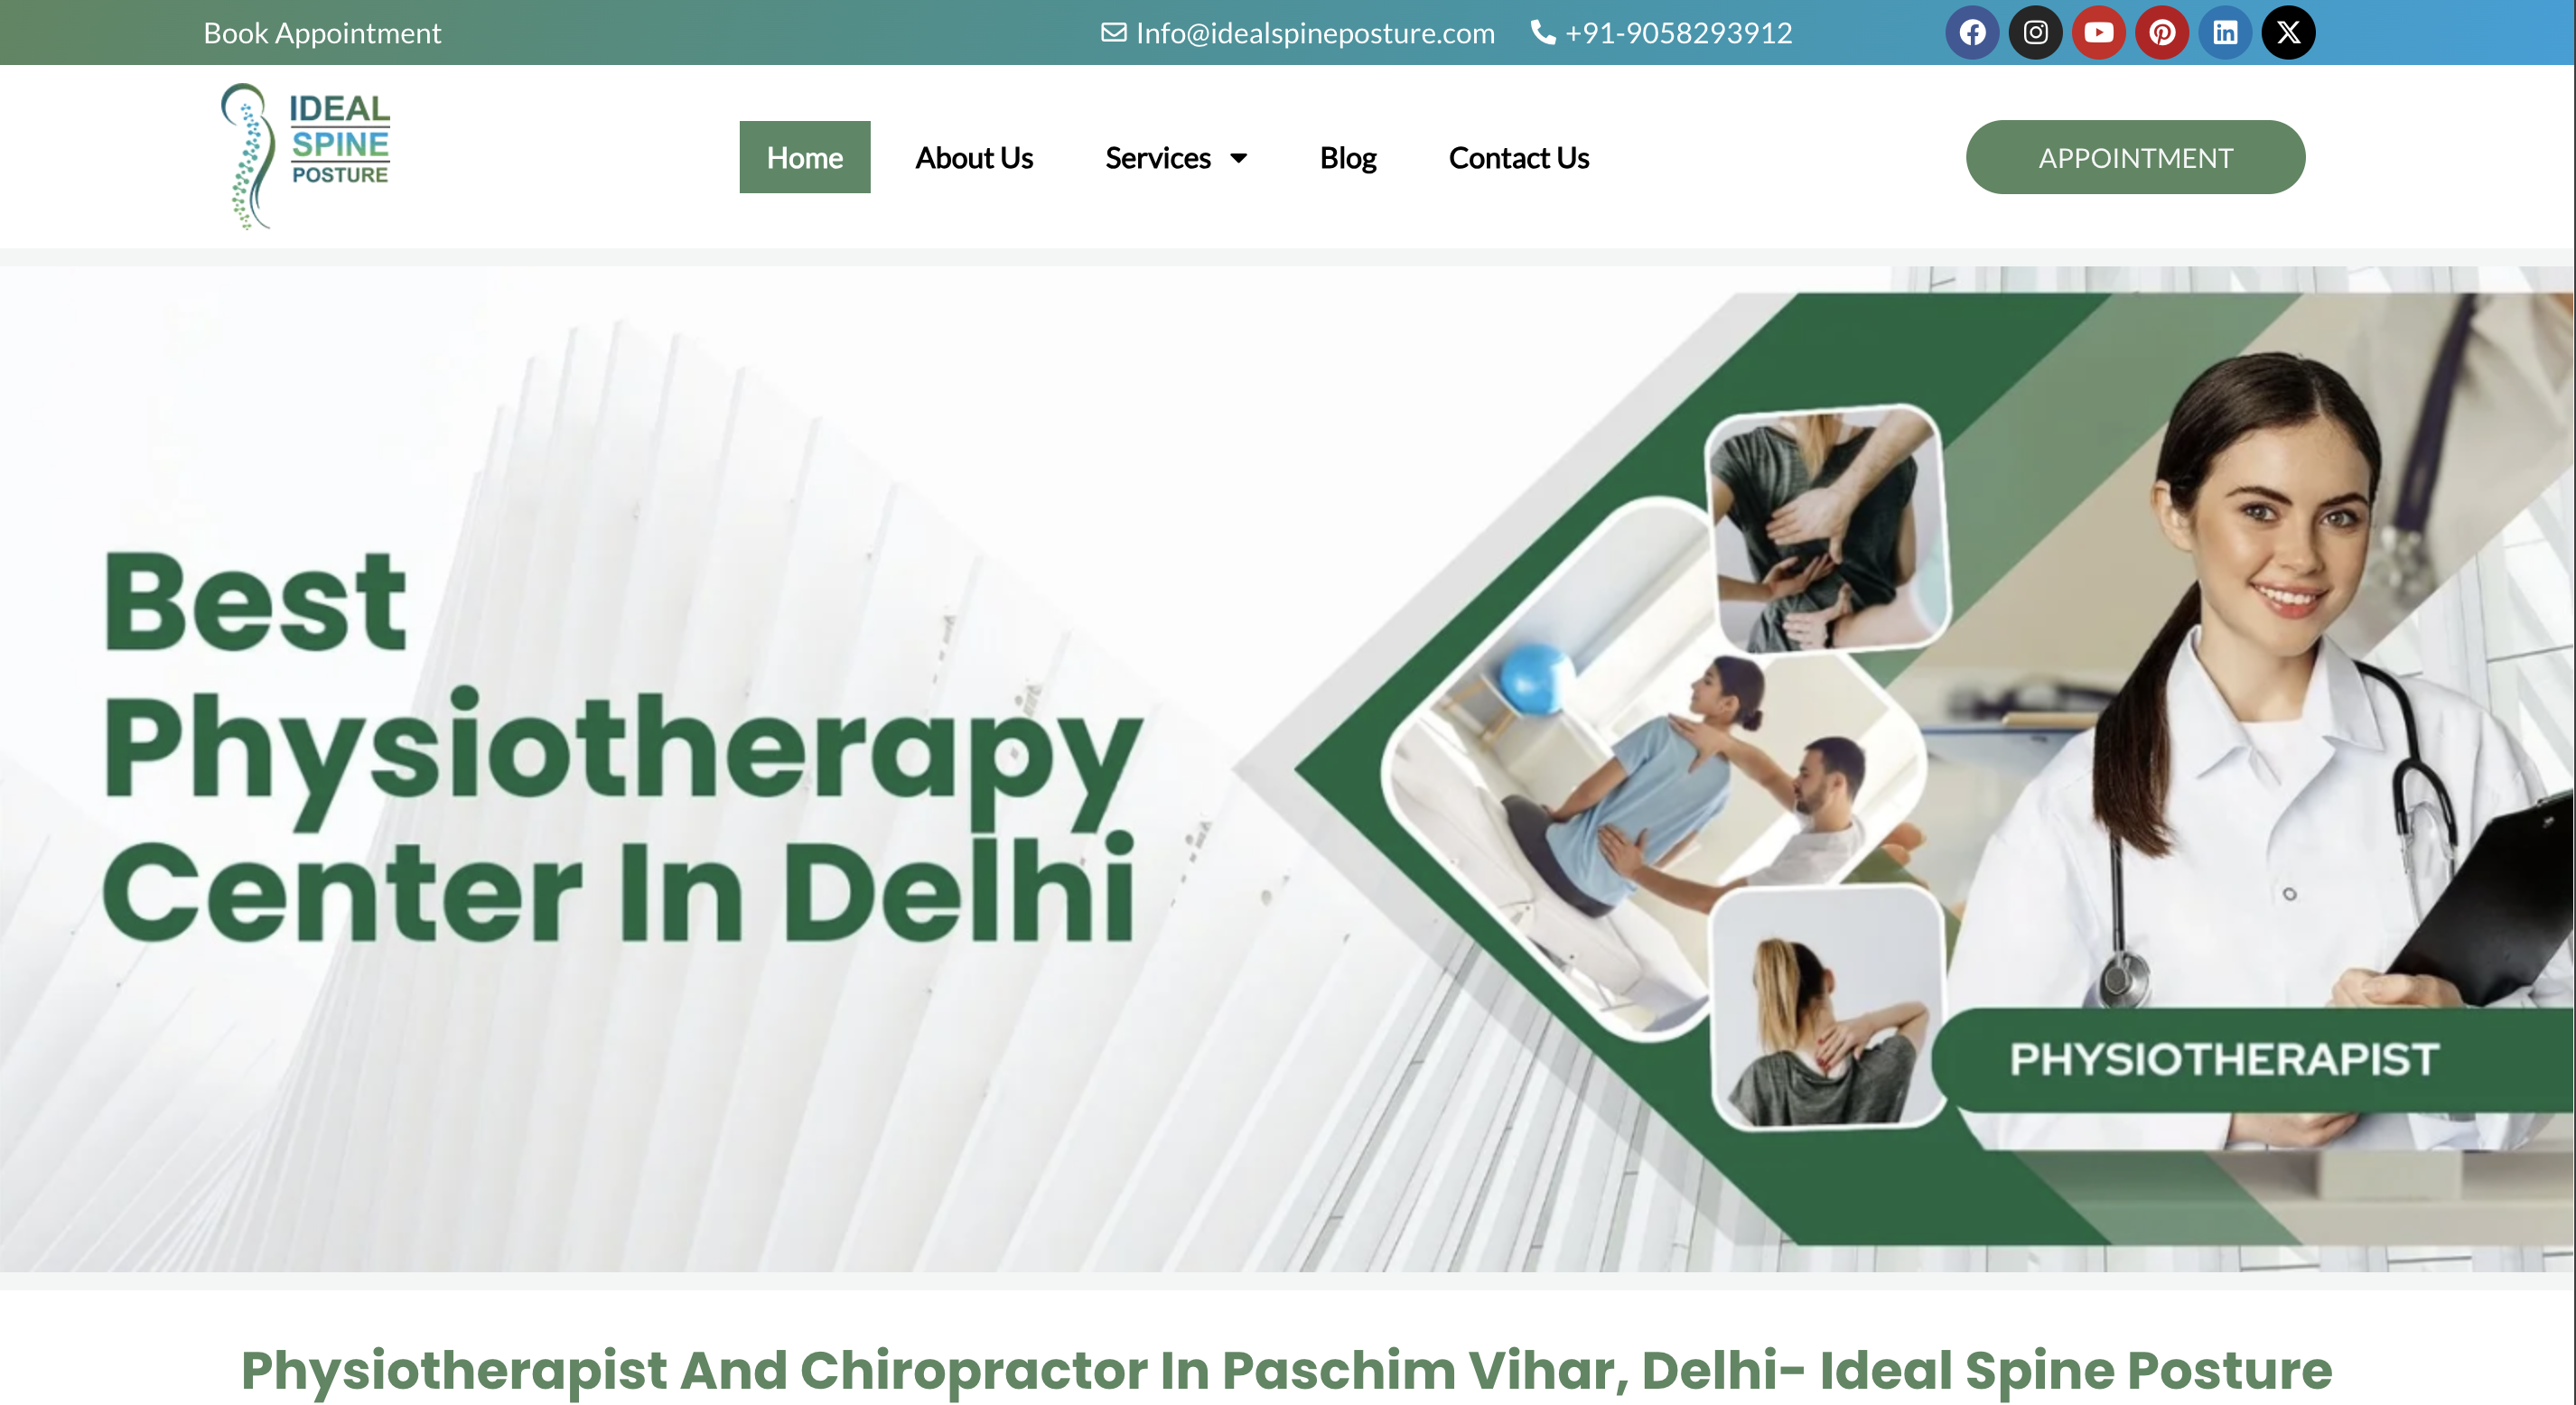 Book Appointment
Info@idealspineposture.com
+91-9058293912
IDEAL
SPINE
POSTURE
Home
About Us
Services
Blog
Contact Us
APPOINTMENT
Best
Physiotherapy
Center In Delhi
PHYSIOTHERAPIST
Physiotherapist And Chiropractor In Paschim Vihar, Delhi- Ideal Spine Posture